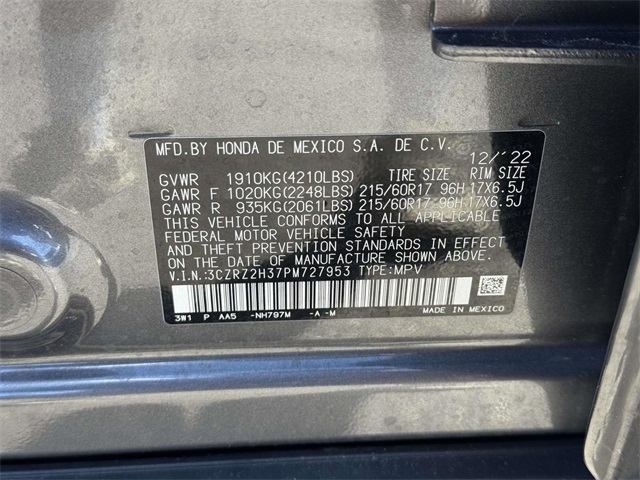 MFD.BY HONDA DE MEXICO S.A. DE C.V.
12/'22
GVWR 1910KG(4210LBS) TIRE SIZE RIM SIZE
GAWR F 1020KG(2248LBS) 215/60R17 96H 17X6.5J
GAWR R 935KG(2061LBS) 215/60R17 96H 17X6.5J
THIS VEHICLE CONFORMS TO ALL APPLICABLE
FEDERAL MOTOR VEHICLE SAFETY
AND THEFT PREVENTION STANDARDS IN EFFECT
ON THE DATE OF MANUFACTURE SHOWN ABOVE.
V.I.N.:3CZRZ2H37PM727953 TYPE:MPV
3W1 P AA5 -NH797M -A -M MADE IN MEXICO